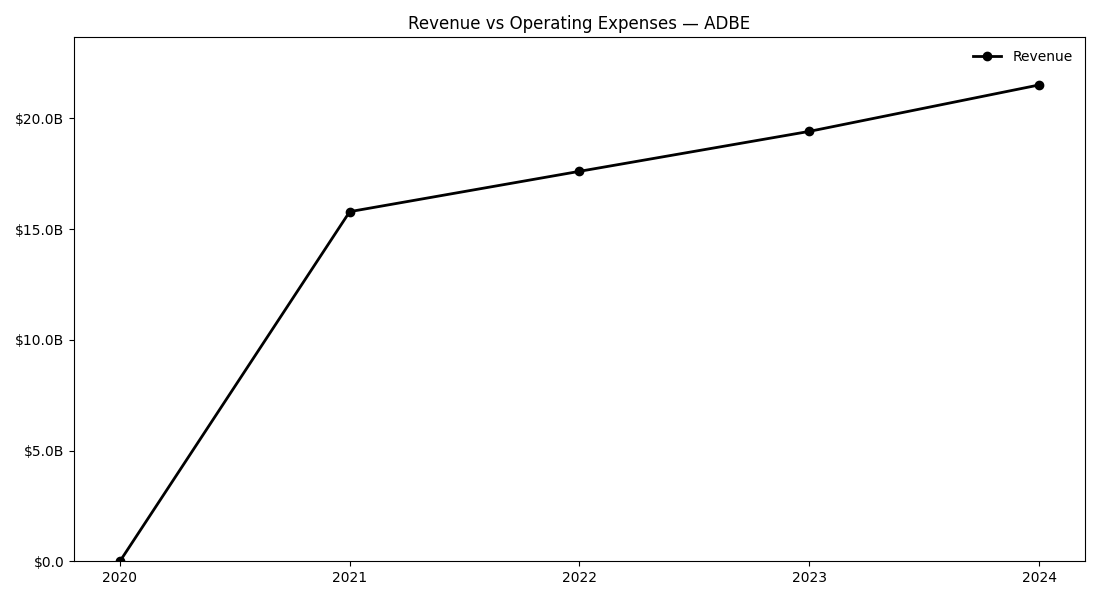 Revenue vs Operating Expenses — ADBE
Revenue
$20.0B
$15.0B
$10.0B
$5.0B
$0.0
2020 2021 2022 2023 2024